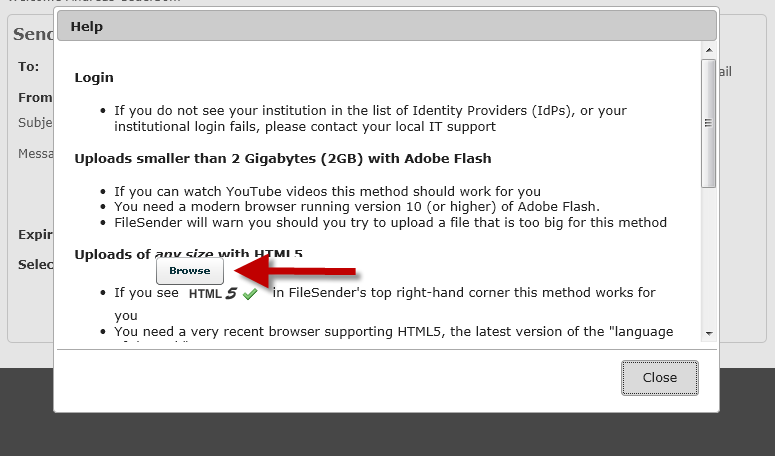 Help
Send
To:
ail
From
Subje
Messa
Expir
Selec
Login
If you do not see your institution in the list of Identity Providers (IdPs), or your
institutional login fails, please contact your local IT support
Uploads smaller than 2 Gigabytes (2GB) with Adobe Flash
If you can watch YouTube videos this method should work for you
You need a modern browser running version 10 (or higher) of Adobe Flash.
FileSender will warn you should you try to upload a file that is too big for this method
Uploads of any size with HTML5
Browse
If you see HTML 5 in FileSender's top right-hand corner this method works for
you
You need a very recent browser supporting HTML5, the latest version of the "language
Close